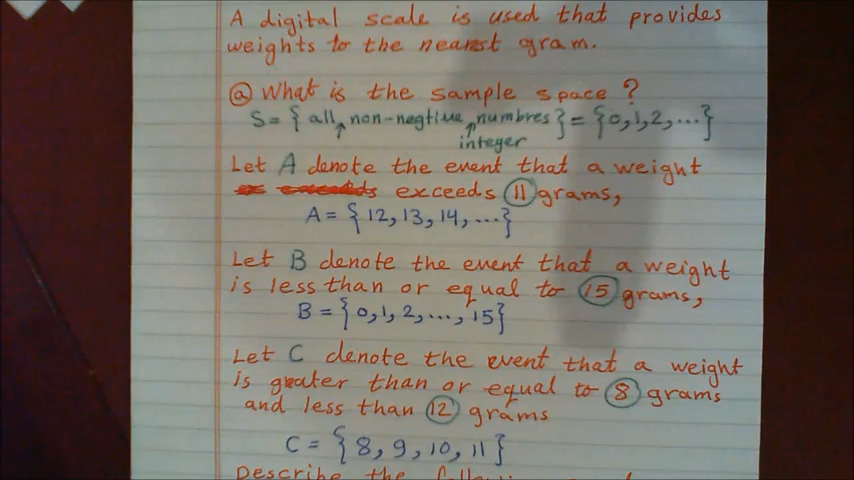 A digital scale is used that provides
weights to the nearest gram.
ⓐ What is the sample space ?
S = { all non-negtive numbres } = {0, 1, 2, ...}
integer
Let A denote the event that a weight
exceeds 11 grams,
A = { 12, 13, 14, ... }
Let B denote the event that a weight
is less than or equal to 15 grams,
B = { 0, 1, 2, ..., 15 }
Let C denote the event that a weight
is greater than or equal to 8 grams
and less than 12 grams
C = { 8, 9, 10, 11 }
Describe the